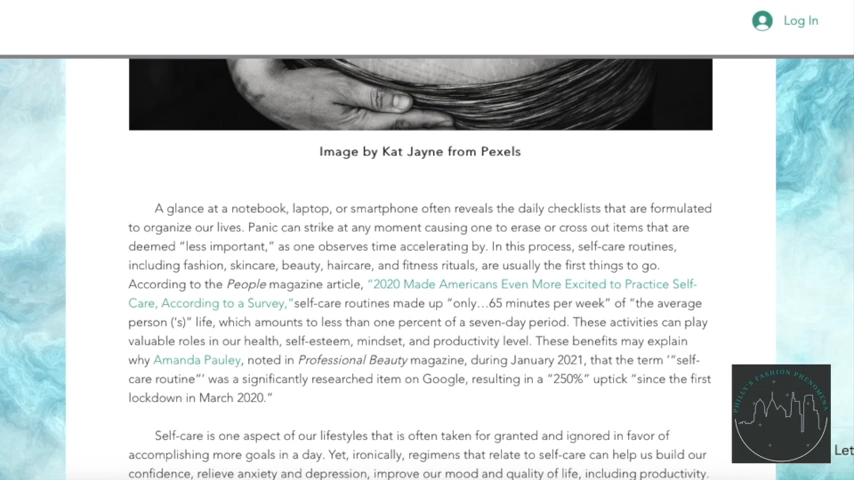 Log In
Image by Kat Jayne from Pexels
A glance at a notebook, laptop, or smartphone often reveals the daily checklists that are formulated
to organize our lives. Panic can strike at any moment causing one to erase or cross out items that are
deemed “less important,” as one observes time accelerating by. In this process, self-care routines,
including fashion, skincare, beauty, haircare, and fitness rituals, are usually the first things to go.
According to the People magazine article, “2020 Made Americans Even More Excited to Practice Self-
Care, According to a Survey,”self-care routines made up “only…65 minutes per week” of “the average
person (‘s)” life, which amounts to less than one percent of a seven-day period. These activities can play
valuable roles in our health, self-esteem, mindset, and productivity level. These benefits may explain
why Amanda Pauley, noted in Professional Beauty magazine, during January 2021, that the term ‘“self-
care routine”’ was a significantly researched item on Google, resulting in a “250%” uptick “since the first
lockdown in March 2020.“
PHILLY'S FASHION PHENOMENA
Let
Self-care is one aspect of our lifestyles that is often taken for granted and ignored in favor of
accomplishing more goals in a day. Yet, ironically, regimens that relate to self-care can help us build our
confidence, relieve anxiety and depression, improve our mood and quality of life, including productivity.